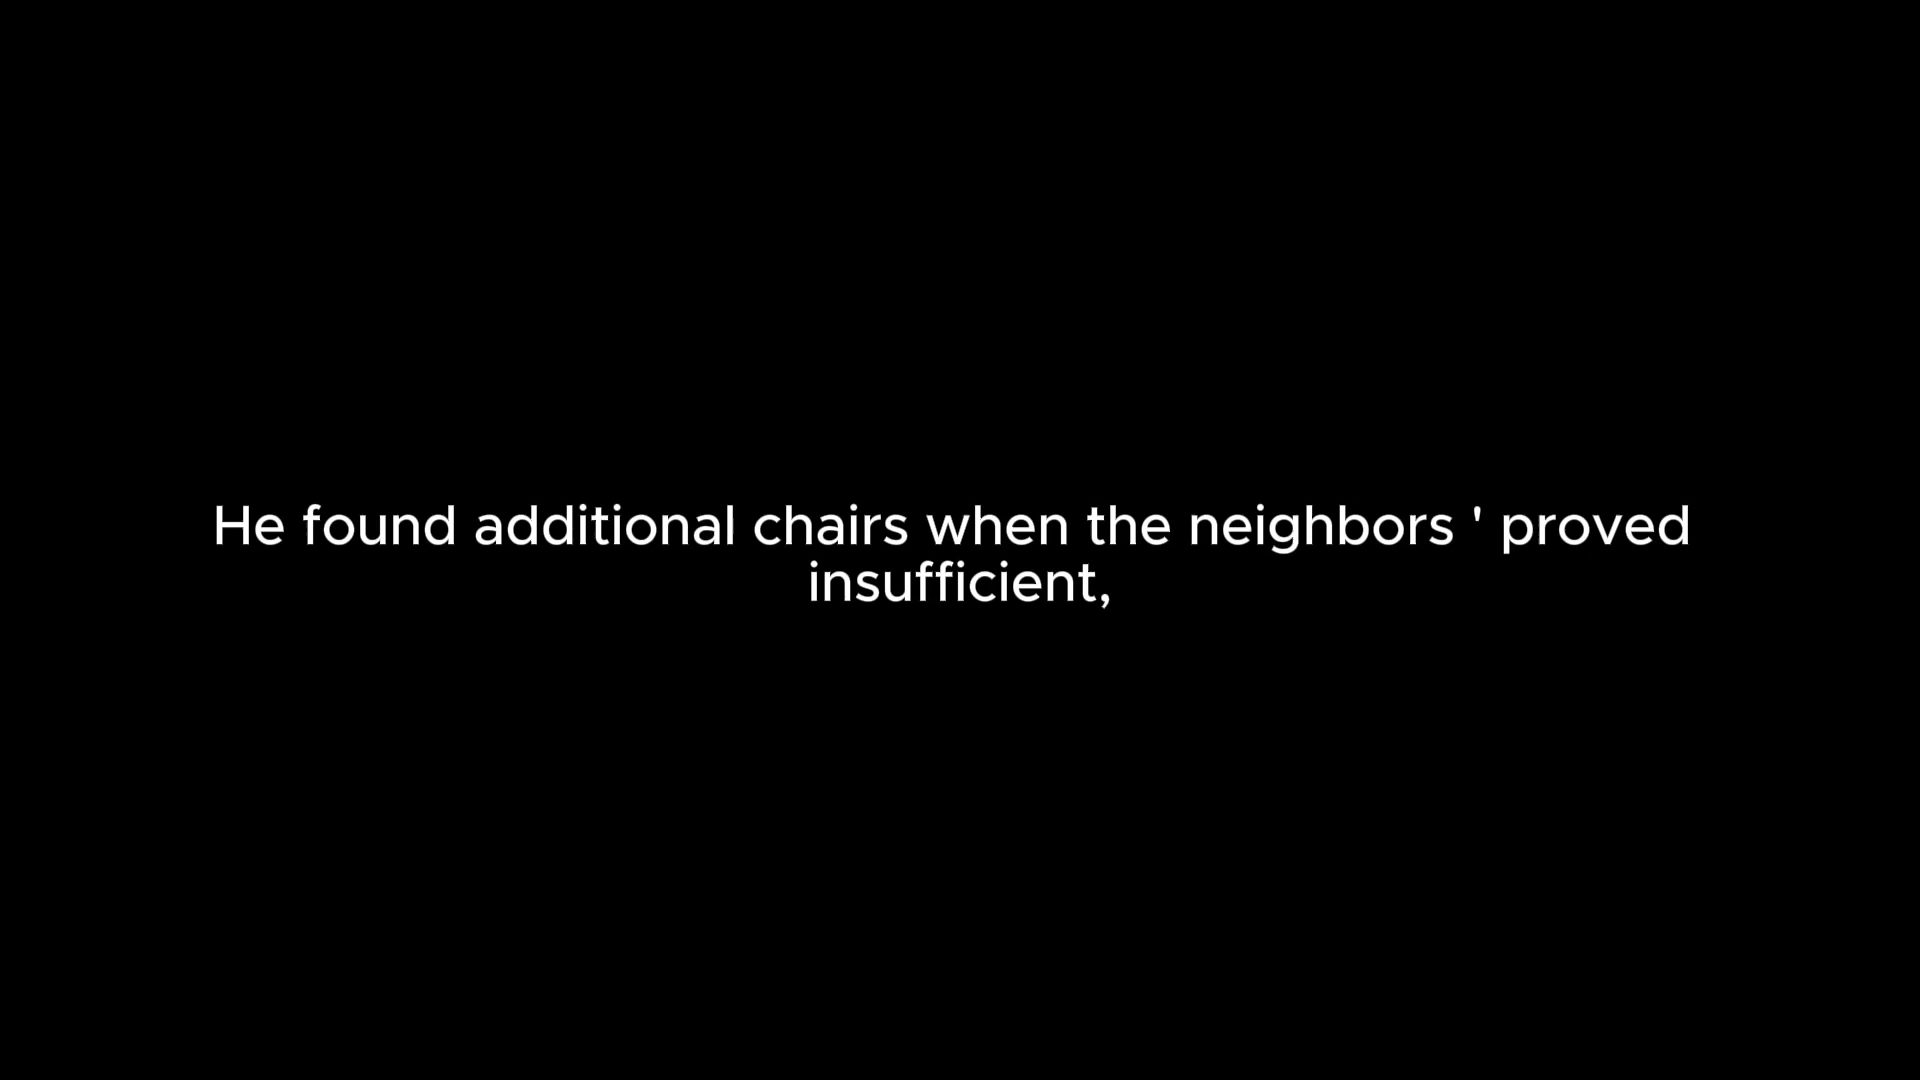 He found additional chairs when the neighbors ' proved
insufficient,